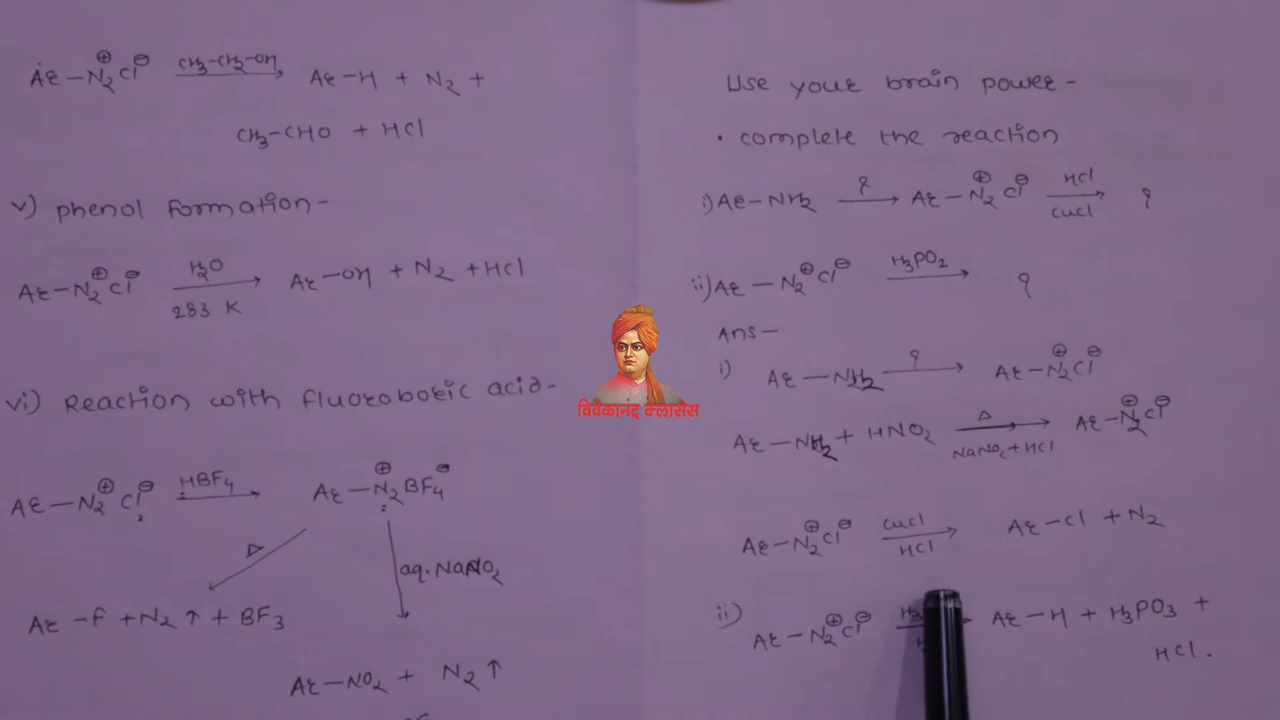 Ar-N₂⊕Cl⊖ CH₃-CH₂-OH → Ar-H + N₂ +
CH₃-CHO + HCl
v) phenol formation-
Ar-N₂⊕Cl⊖ H₂O → 283 K Ar-OH + N₂ + HCl
vi) Reaction with fluoroboric acid-
Ar-N₂⊕Cl⊖ HBF₄ → Ar-N₂⊕BF₄⊖
Δ aq. NaNO₂
Ar-F + N₂ ↑ + BF₃
Ar-NO₂ + N₂ ↑
Use your brain power-
• complete the reaction
i) Ar-NH₂ ? → Ar-N₂⊕Cl⊖ HCl → CuCl ?
ii) Ar-N₂⊕Cl⊖ H₃PO₂ → ?
Ans-
i) Ar-NH₂ ? → Ar-N₂⊕Cl⊖
Ar-NH₂ + HNO₂ Δ → NaNO₂+HCl Ar-N₂⊕Cl⊖
Ar-N₂⊕Cl⊖ CuCl → HCl Ar-Cl + N₂
ii) Ar-N₂⊕Cl⊖ → Ar-H + H₃PO₃ +
HCl.
विवेकानंद क्लासेस